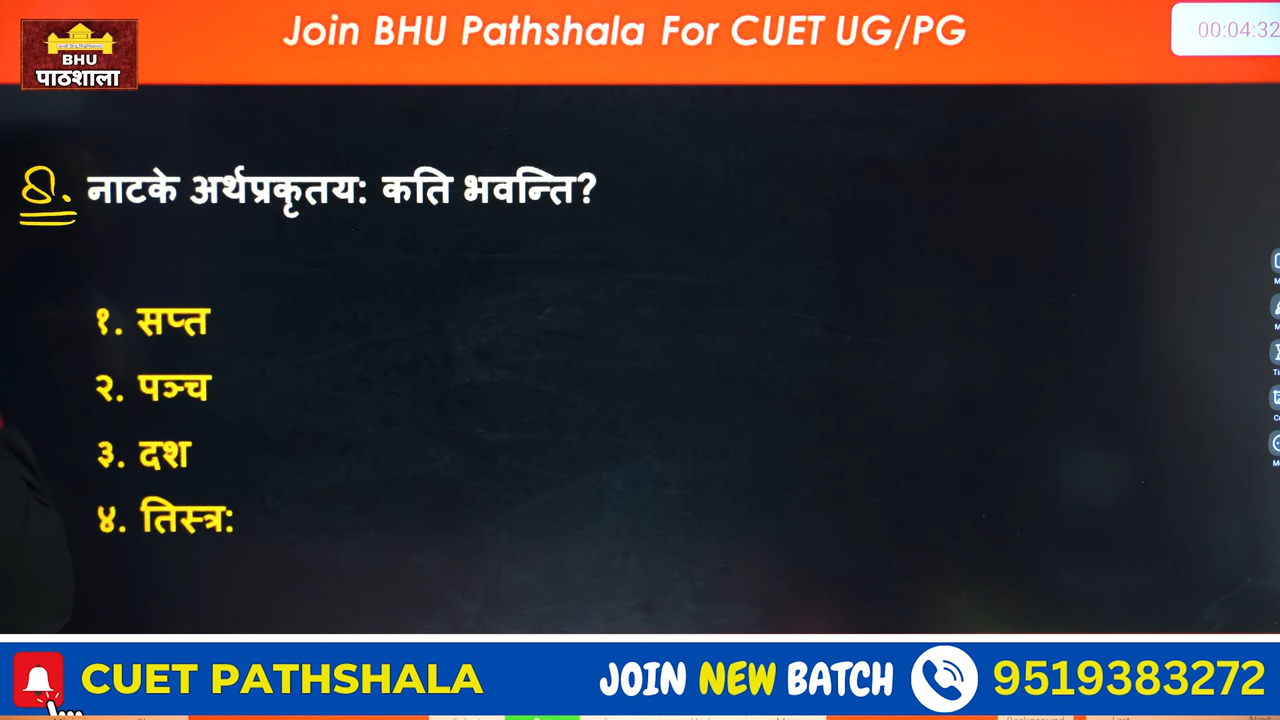 Join BHU Pathshala For CUET UG/PG
00:04:32
BHU
पाठशाला
Q. नाटके अर्थप्रकृतय: कति भवन्ति?
१. सप्त
२. पञ्च
३. दश
४. तिस्त्र:
CUET PATHSHALA
JOIN NEW BATCH
9519383272